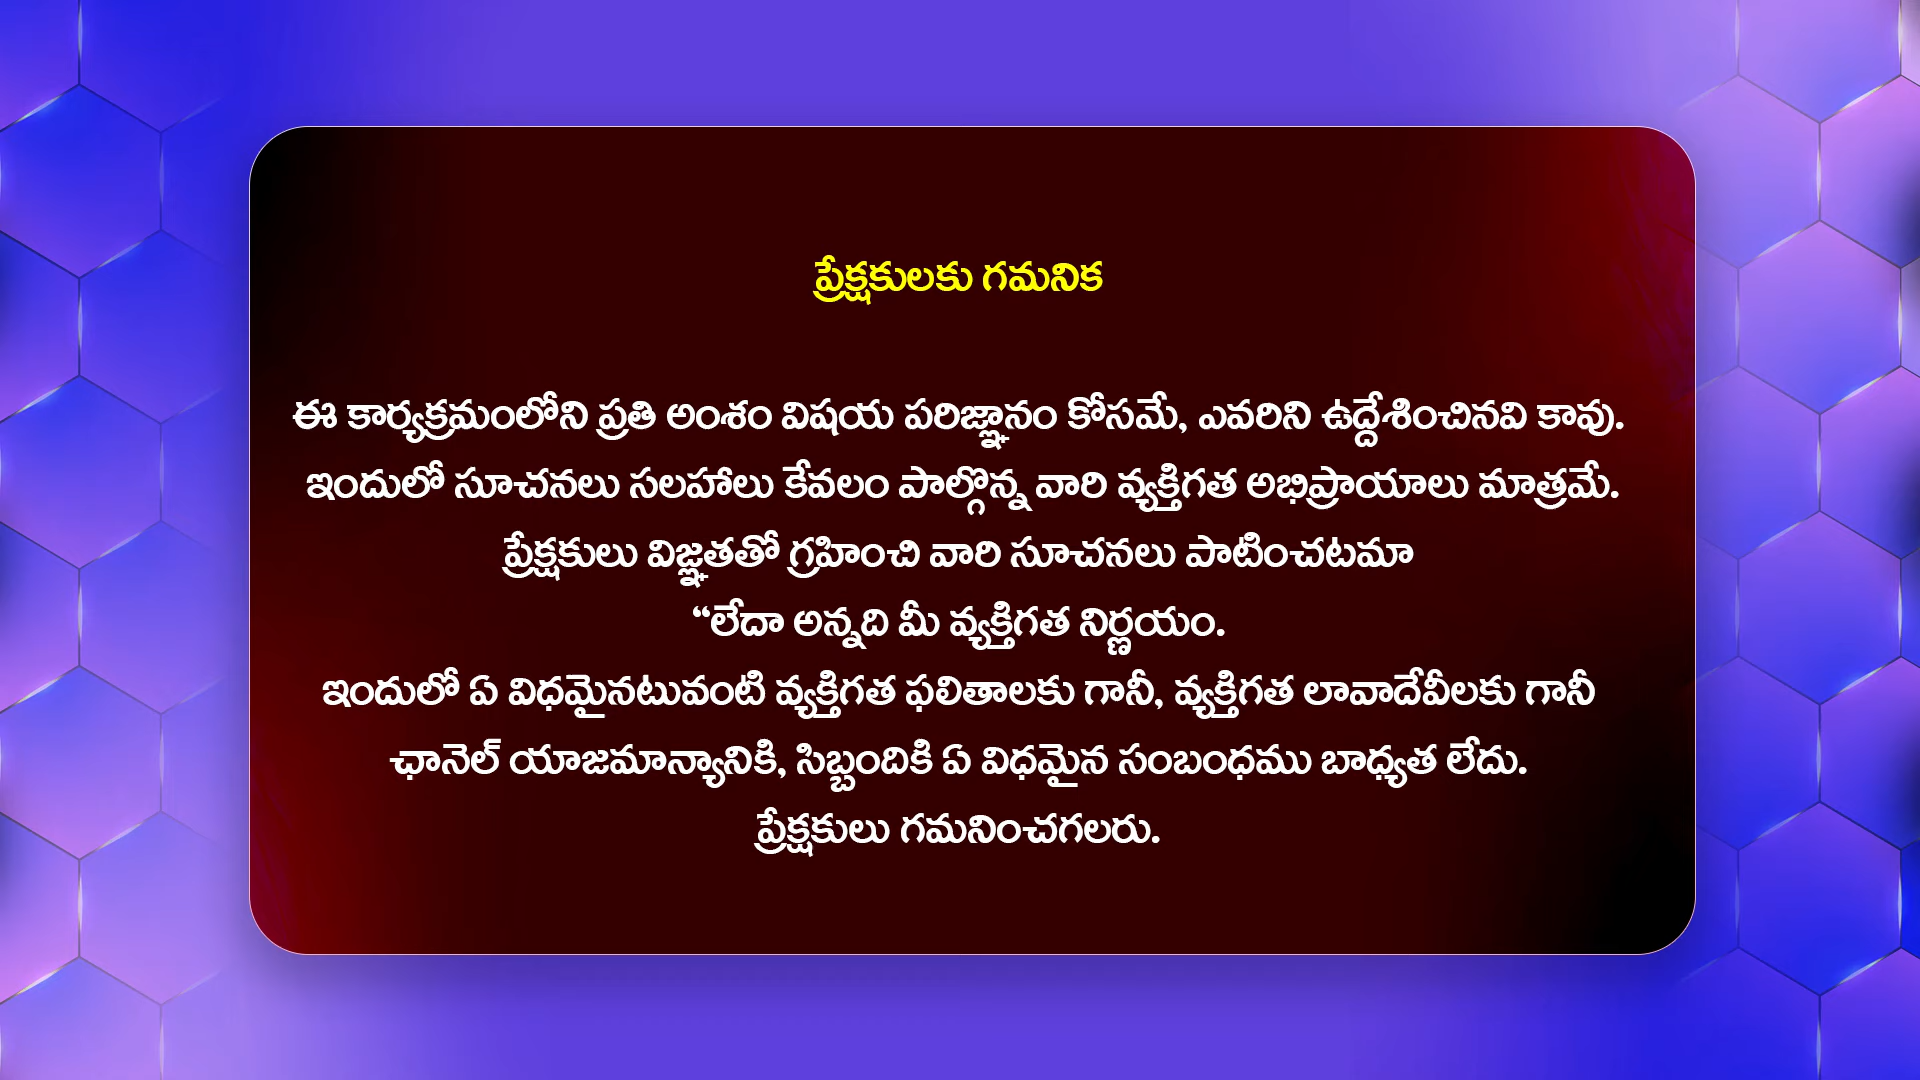 ప్రేక్షకులకు గమనిక
ఈ కార్యక్రమంలోని ప్రతి అంశం విషయ పరిజ్ఞానం కోసమే, ఎవరిని ఉద్దేశించినవి కావు.
ఇందులో సూచనలు సలహాలు కేవలం పాల్గొన్న వారి వ్యక్తిగత అభిప్రాయాలు మాత్రమే.
ప్రేక్షకులు విజ్ఞతతో గ్రహించి వారి సూచనలు పాటించటమా
“లేదా అన్నది మీ వ్యక్తిగత నిర్ణయం.
ఇందులో ఏ విధమైనటువంటి వ్యక్తిగత ఫలితాలకు గానీ, వ్యక్తిగత లావాదేవీలకు గానీ
ఛానెల్ యాజమాన్యానికి, సిబ్బందికి ఏ విధమైన సంబంధము బాధ్యత లేదు.
ప్రేక్షకులు గమనించగలరు.